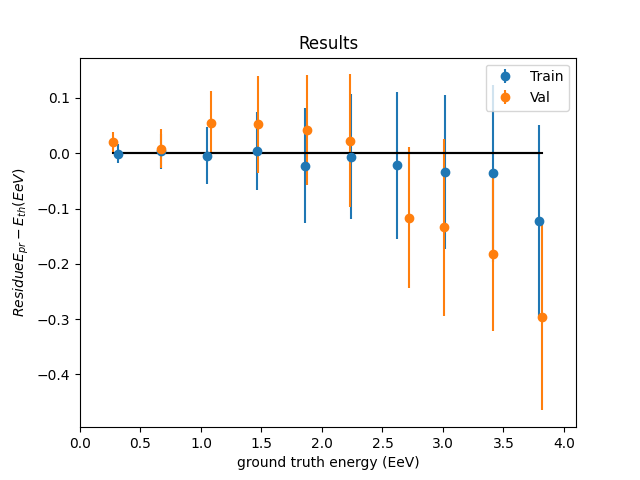 Results
Train
Val
0.1
0.0
−0.1
−0.2
−0.3
−0.4
ResidueE_{pr} − E_{th}(EeV)
0.0 0.5 1.0 1.5 2.0 2.5 3.0 3.5 4.0
ground truth energy (EeV)